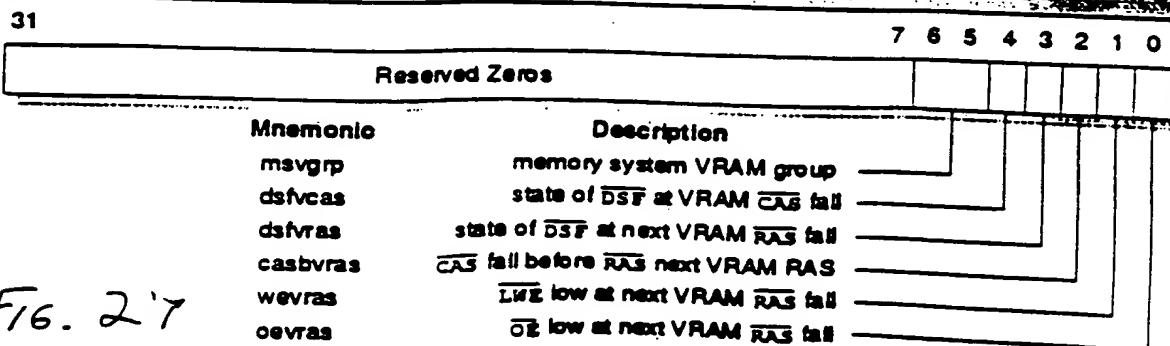 31 7 6 5 4 3 2 1 0
Reserved Zeros
Mnemonic Description
msvgrp memory system VRAM group
dsfvcas state of DSF at VRAM CAS fall
dsfvras state of DSF at next VRAM RAS fall
casbvras CAS fall before RAS next VRAM RAS
wevras LWE low at next VRAM RAS fall
oevras OE low at next VRAM RAS fall
FIG. 27